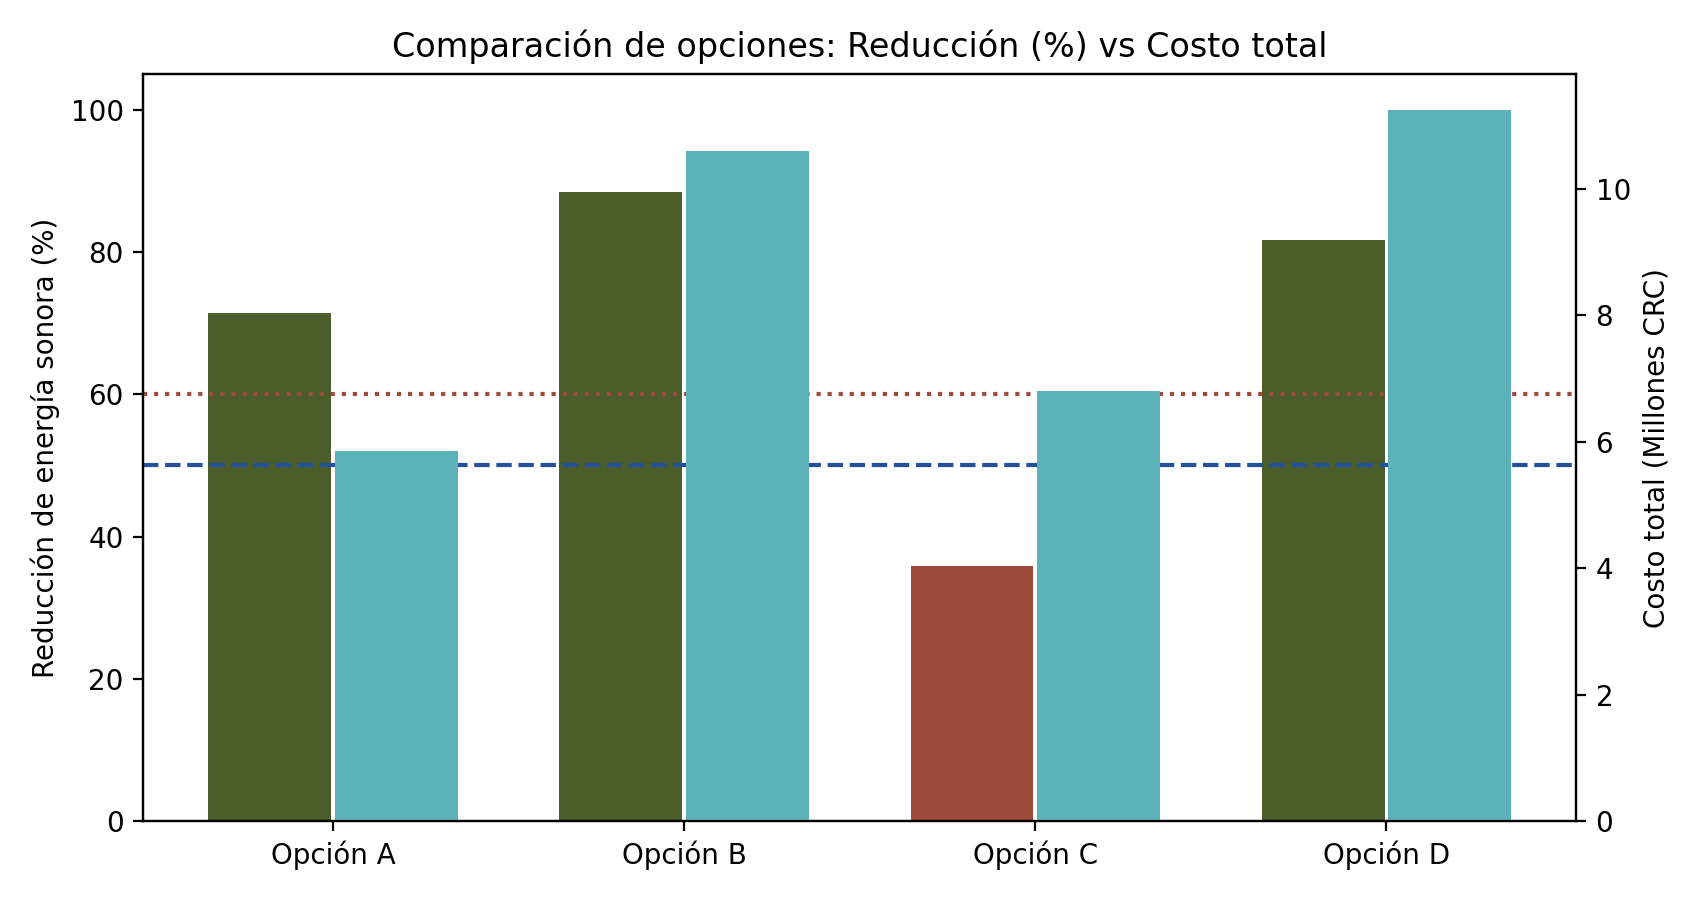 Comparación de opciones: Reducción (%) vs Costo total
Reducción de energía sonora (%)
100
80
60
40
20
0
10
8
6
4
2
0
Costo total (Millones CRC)
Opción A
Opción B
Opción C
Opción D